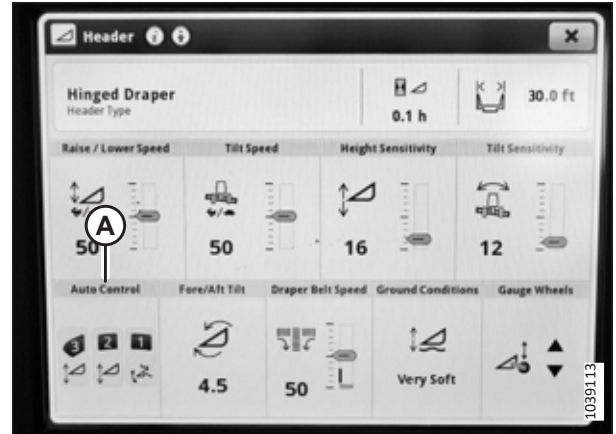 Header
Hinged Draper
Header Type
0.1 h
30.0 ft
Raise / Lower Speed
Tilt Speed
Height Sensitivity
Tilt Sensitivity
50
50
16
12
A
Auto Control
Fore/Aft Tilt
Draper Belt Speed
Ground Conditions
Gauge Wheels
3 2 1
4.5
50
Very Soft
1039113